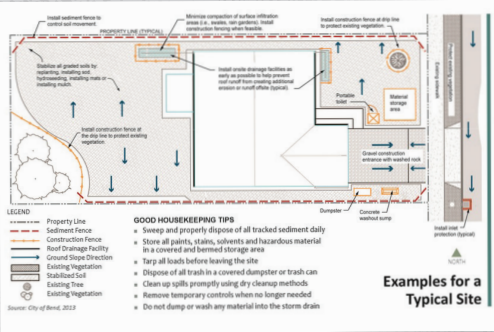 Install sediment fence to
control soil movement.
PROPERTY LINE (TYPICAL)
Minimize compaction of surface infiltration
areas (i.e., swales, rain gardens). Install
construction fencing when feasible.
Install construction fence at drip line
to protect existing vegetation.
Stabilize all graded soils by
replanting, installing sod,
hydroseeding, installing mats or
installing mulch.
Install onsite drainage facilities as
early as possible to help prevent
roof runoff from creating additional
erosion or runoff offsite (typical).
Portable
toilet
Material
storage
area
Existing sidewalk
Protect existing vegetation
Install construction fence at
the drip line to protect existing
vegetation.
Gravel construction
entrance with washed rock
Dumpster
Concrete
washout sump
Install inlet
protection (typical)
NORTH
LEGEND
Property Line
Sediment Fence
Construction Fence
Roof Drainage Facility
Ground Slope Direction
Existing Vegetation
Stabilized Soil
Existing Tree
Existing Vegetation
Source: City of Bend, 2013
GOOD HOUSEKEEPING TIPS
Sweep and properly dispose of all tracked sediment daily
Store all paints, stains, solvents and hazardous material
in a covered and bermed storage area
Tarp all loads before leaving the site
Dispose of all trash in a covered dumpster or trash can
Clean up spills promptly using dry cleanup methods
Remove temporary controls when no longer needed
Do not dump or wash any material into the storm drain
Examples for a
Typical Site